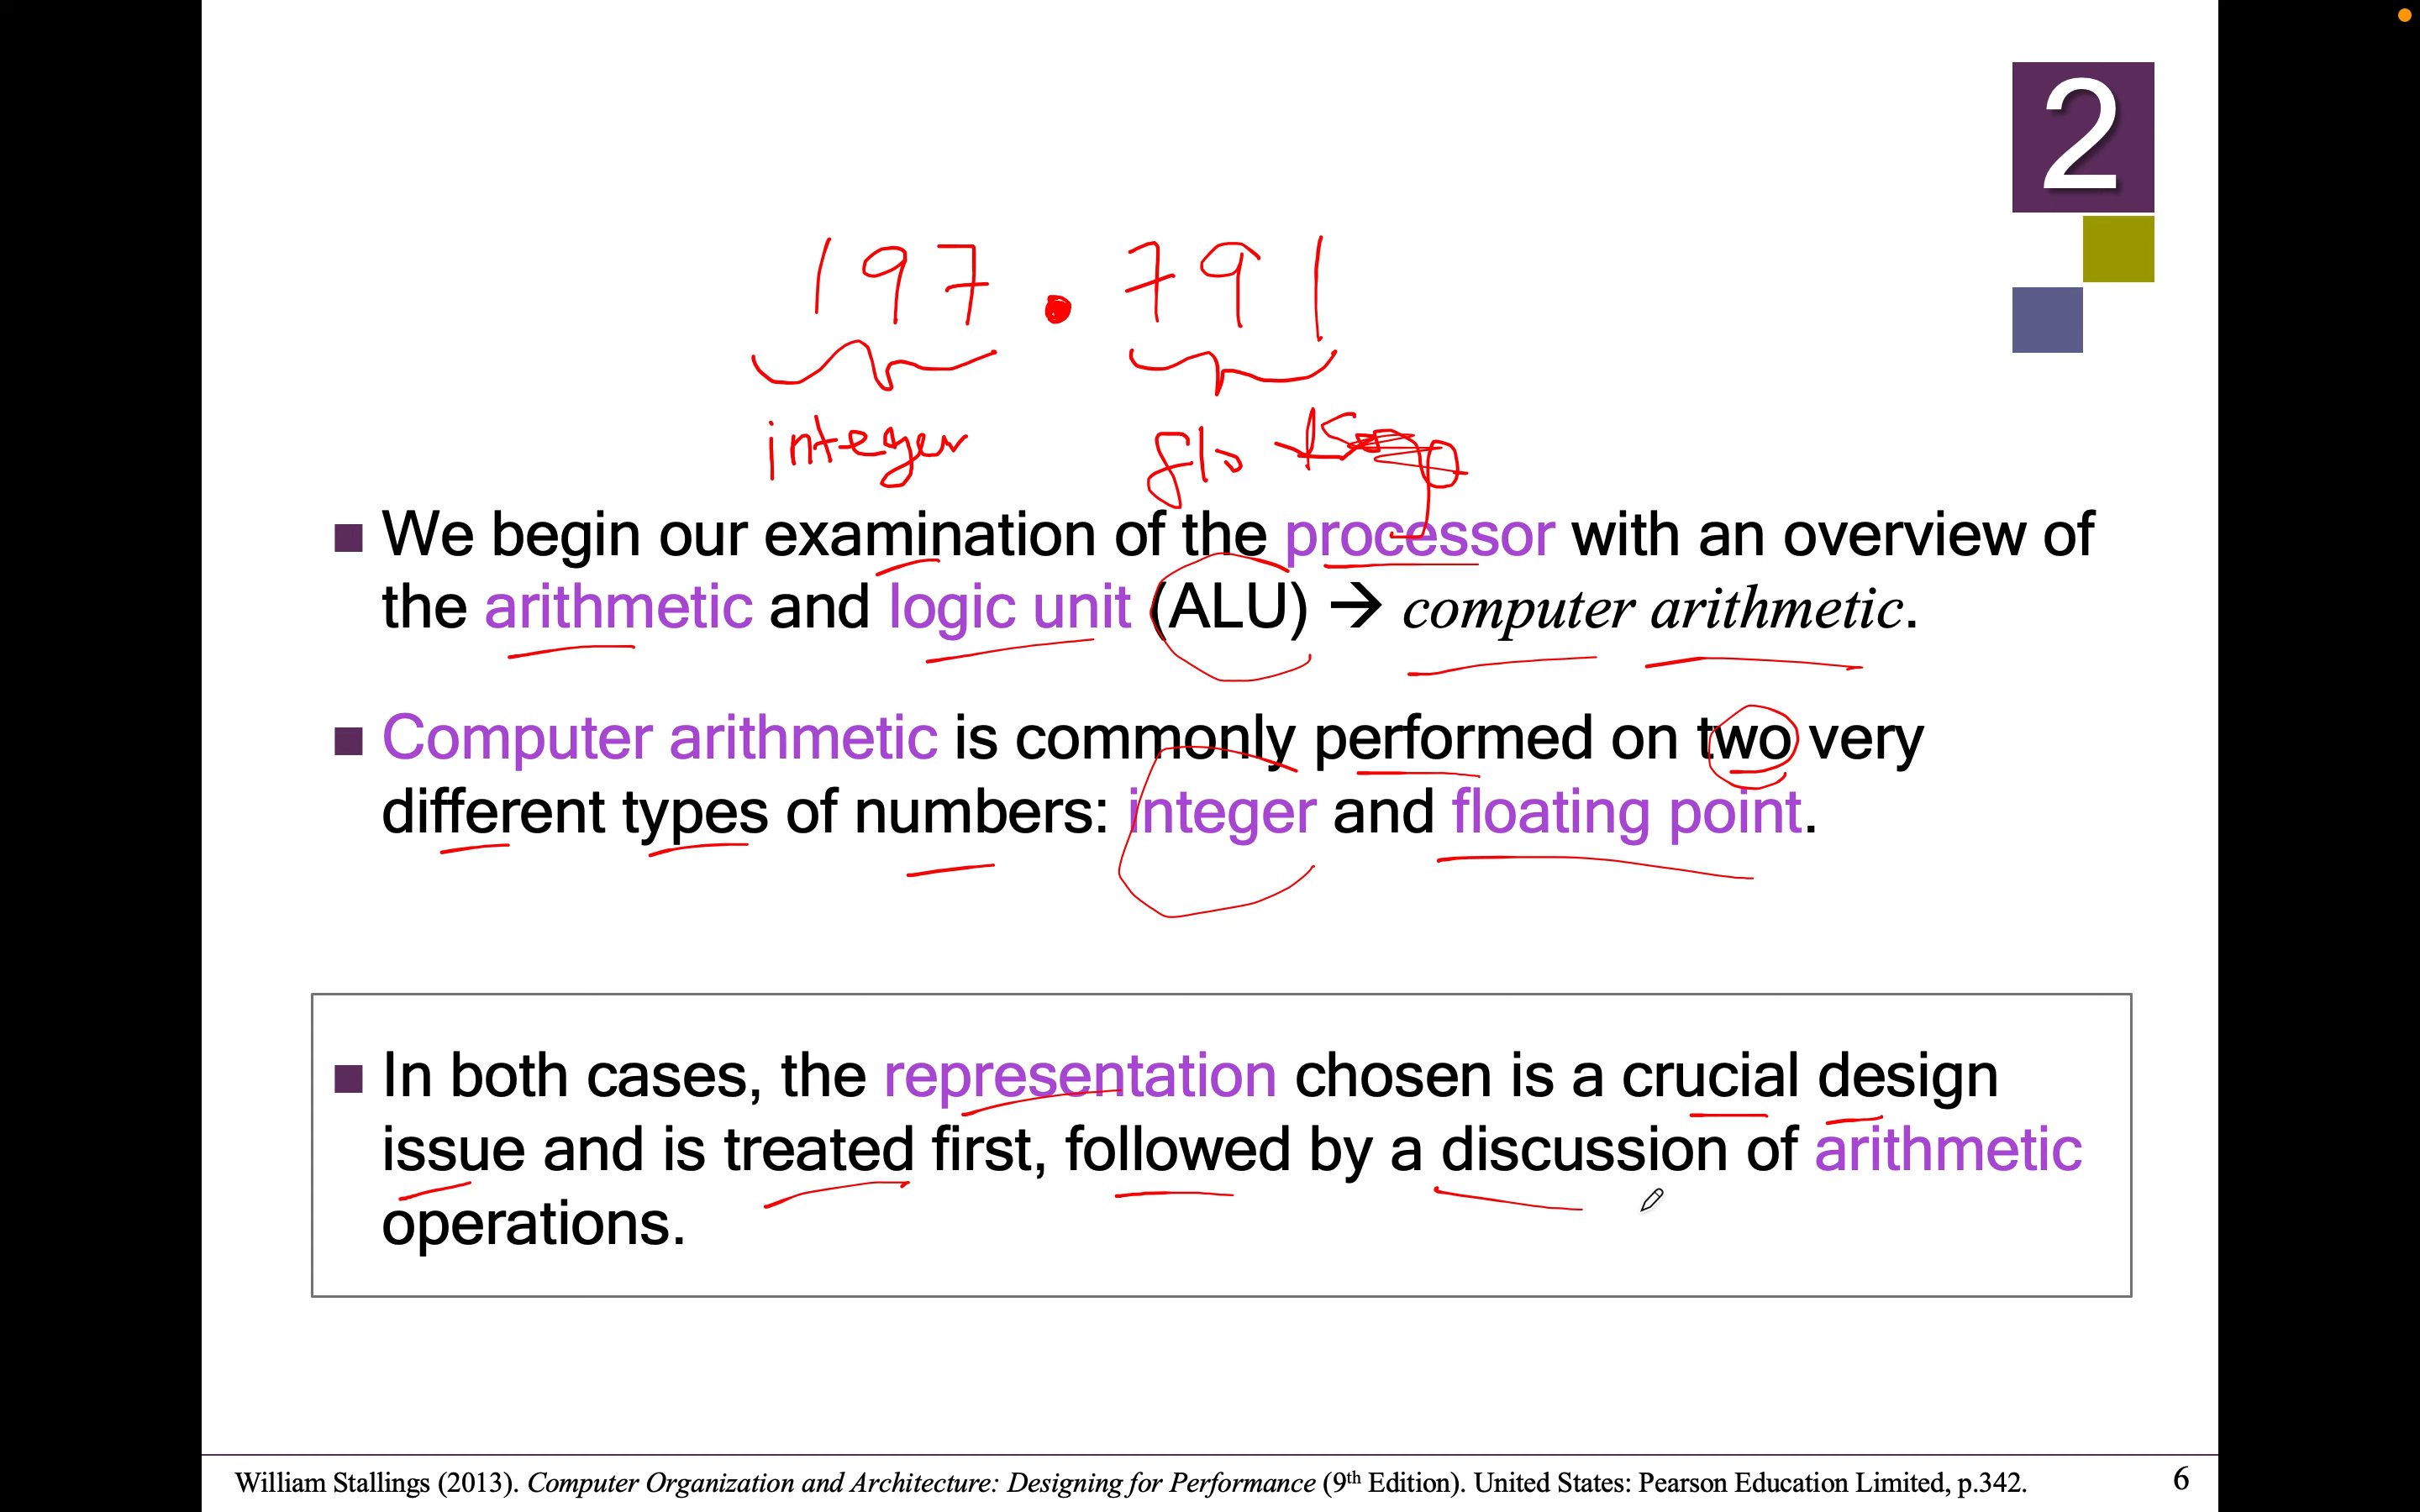 2
197.791
integer
We begin our examination of the processor with an overview of
the arithmetic and logic unit (ALU) → computer arithmetic.
Computer arithmetic is commonly performed on two very
different types of numbers: integer and floating point.
In both cases, the representation chosen is a crucial design
issue and is treated first, followed by a discussion of arithmetic
operations.
William Stallings (2013). Computer Organization and Architecture: Designing for Performance (9th Edition). United States: Pearson Education Limited, p.342.
6